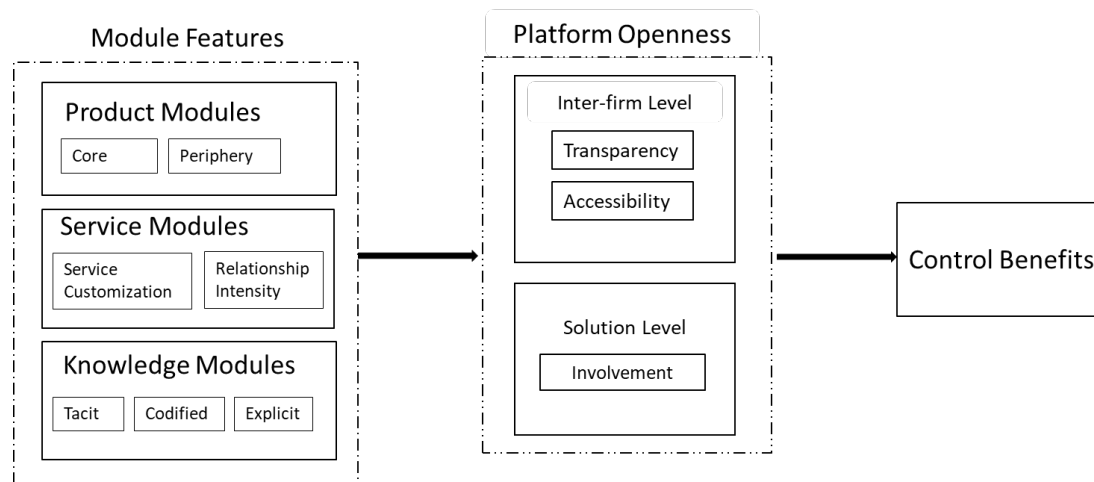 Module Features
Product Modules
Core
Periphery
Service Modules
Service
Customization
Relationship
Intensity
Knowledge Modules
Tacit
Codified
Explicit
Platform Openness
Inter-firm Level
Transparency
Accessibility
Solution Level
Involvement
Control Benefits